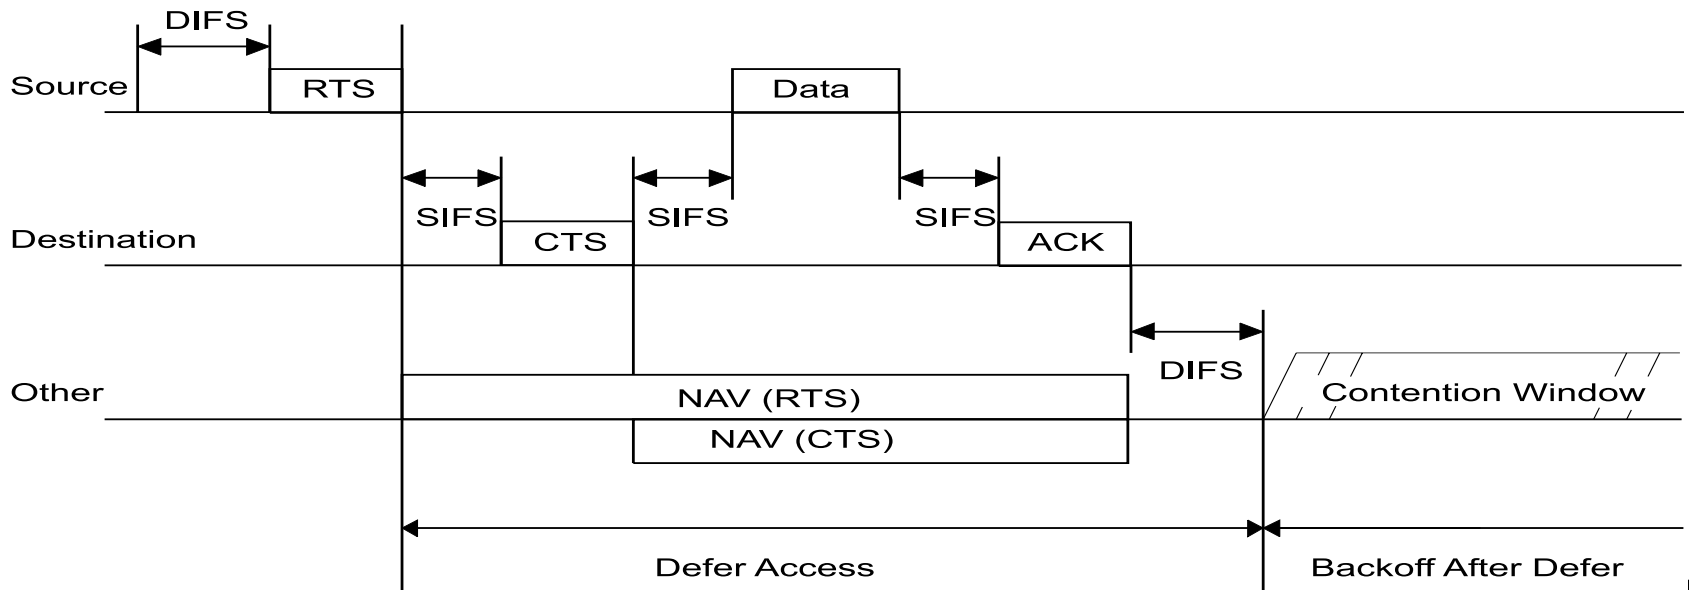 DIFS
Source
RTS
Data
SIFS
SIFS
SIFS
Destination
CTS
ACK
DIFS
Other
NAV (RTS)
Contention Window
NAV (CTS)
Defer Access
Backoff After Defer